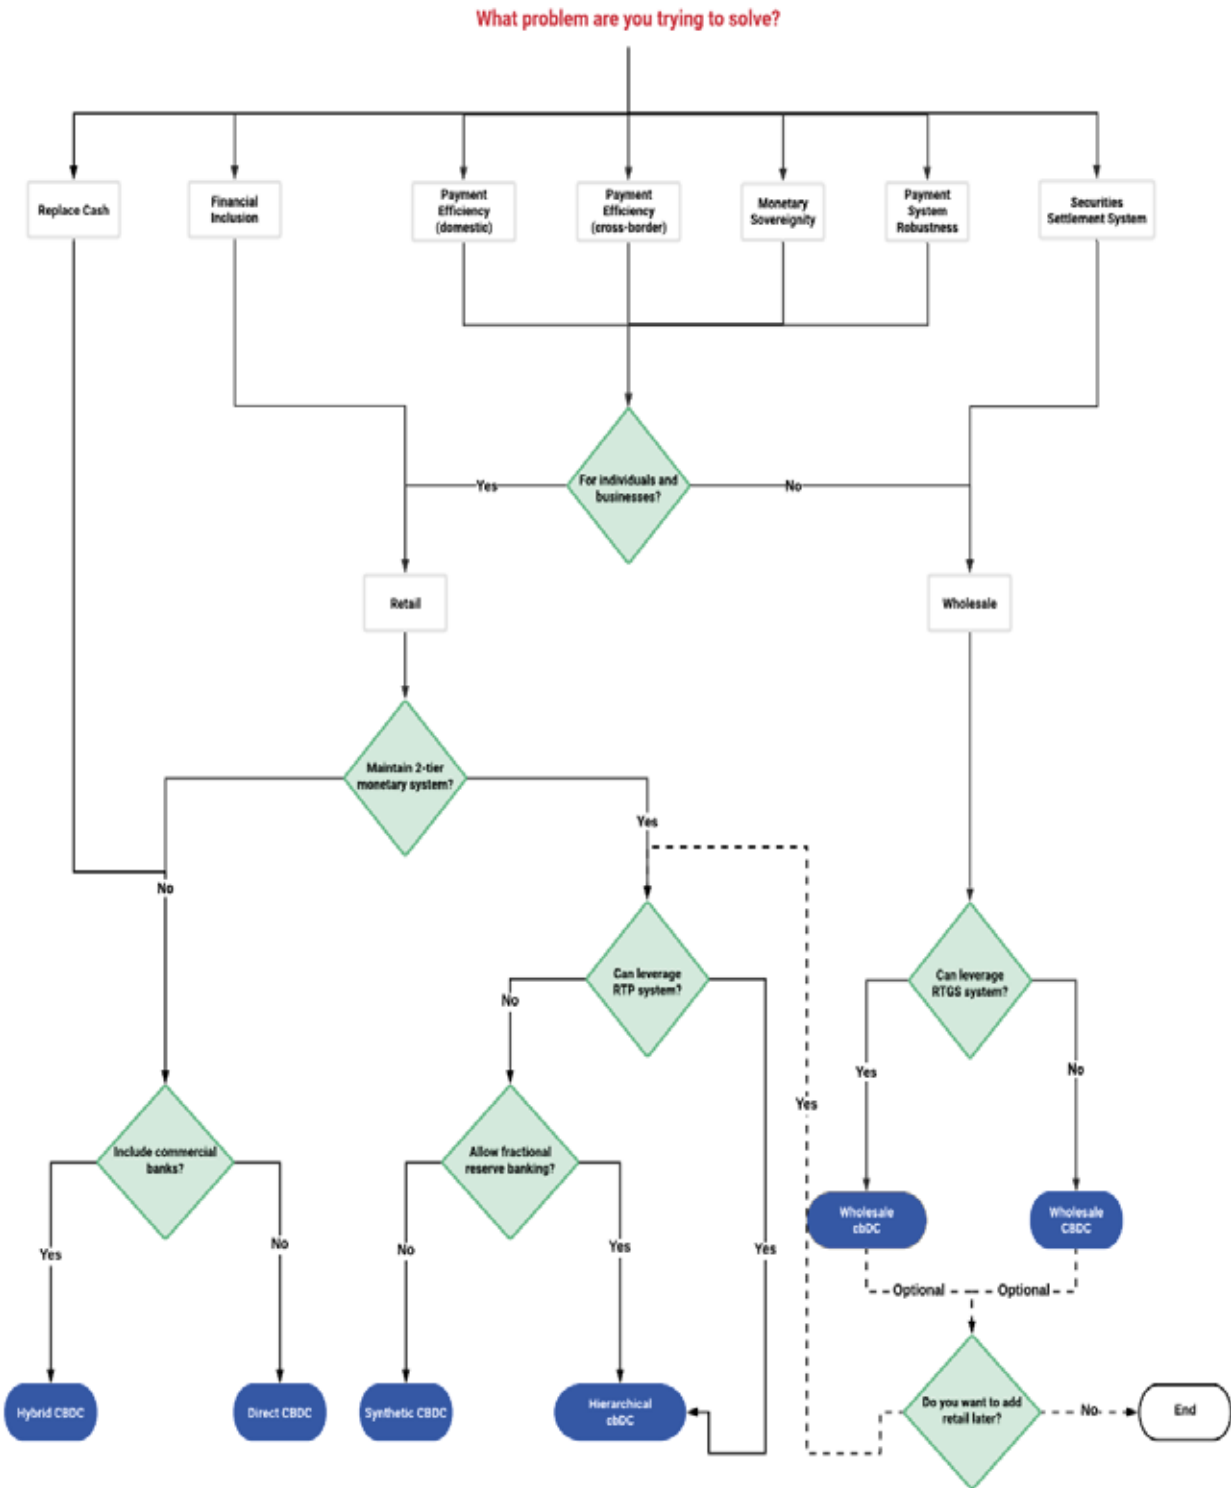 What problem are you trying to solve?
Replace Cash
Financial
Inclusion
Payment
Efficiency
(domestic)
Payment
Efficiency
(cross-border)
Monetary
Sovereignity
Payment
System
Robustness
Securities
Settlement System
For individuals and
businesses?
Yes
No
Retail
Wholesale
Maintain 2-tier
monetary system?
Yes
No
Can leverage
RTP system?
Can leverage
RTGS system?
No
Yes
No
Yes
Include commercial
banks?
Allow fractional
reserve banking?
Wholesale
cbDC
Wholesale
CBDC
Yes
No
No
Yes
Yes
Optional
Optional
Hybrid CBDC
Direct CBDC
Synthetic CBDC
Hierarchical
cbDC
Do you want to add
retail later?
No
End